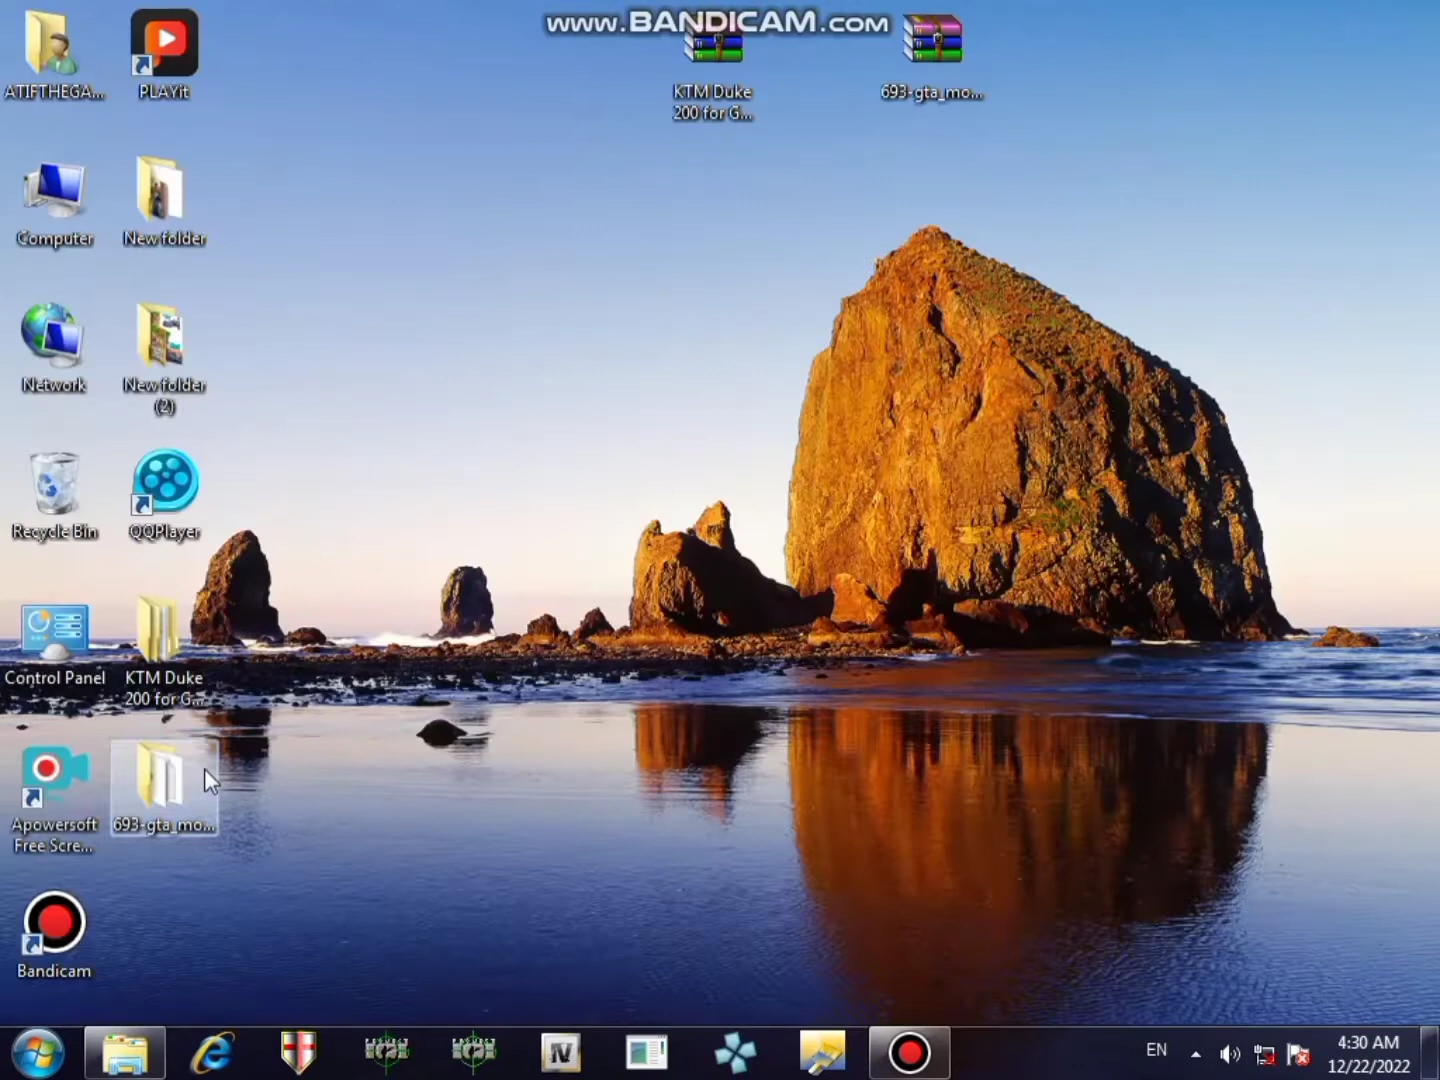 www.BANDICAM.com
ATIFTHEGA...
PLAYit
KTM Duke
200 for G...
693-gta_mo...
Computer
New folder
Network
New folder
(2)
Recycle Bin
QQPlayer
Control Panel
KTM Duke
200 for G...
Apowersoft
Free Scre...
693-gta_mo...
Bandicam
EN
4:30 AM
12/22/2022